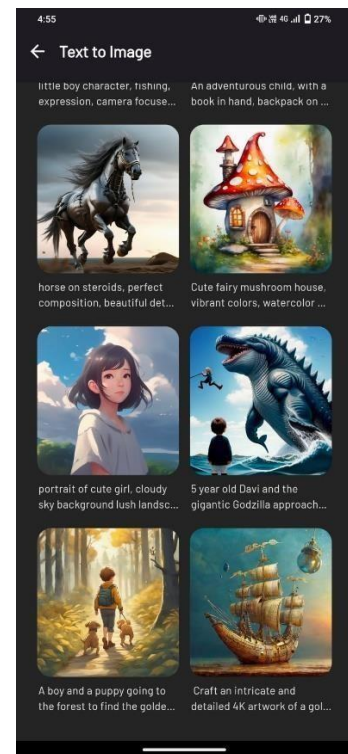 4:55
4G
27%
Text to Image
little boy character, fishing,
expression, camera focuse...
An adventurous child, with a
book in hand, backpack on ...
horse on steroids, perfect
composition, beautiful det...
Cute fairy mushroom house,
vibrant colors, watercolor ...
portrait of cute girl, cloudy
sky background lush landsc...
5 year old Davi and the
gigantic Godzilla approach...
A boy and a puppy going to
the forest to find the golde...
Craft an intricate and
detailed 4K artwork of a gol...